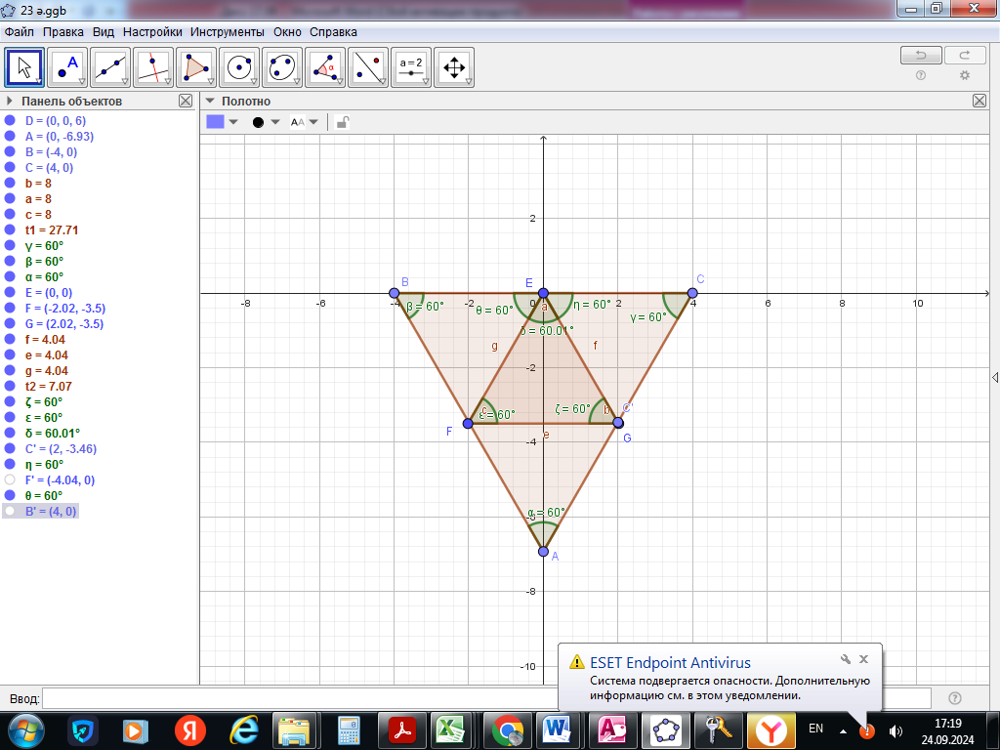 23 a.ggb
Файл Правка Вид Настройки Инструменты Окно Справка
A α a = 2
Панель объектов
Полотно
AA
D = (0, 0, 6)
A = (0, -6.93)
B = (-4, 0)
C = (4, 0)
b = 8
a = 8
c = 8
t1 = 27.71
γ = 60°
β = 60°
α = 60°
E = (0, 0)
F = (-2.02, -3.5)
G = (2.02, -3.5)
f = 4.04
e = 4.04
g = 4.04
t2 = 7.07
ζ = 60°
ε = 60°
δ = 60.01°
C' = (2, -3.46)
η = 60°
F' = (-4.04, 0)
θ = 60°
B' = (4, 0)
2
B E C
-8 -6 -4 -2 0 2 4 6 8 10
β = 60° θ = 60° a η = 60° γ = 60°
δ = 60.01°
g f
-2
c ε = 60° ζ = 60° b C'
F G
e
-4
α = 60°
A
-8
-10
ESET Endpoint Antivirus
Система подвергается опасности. Дополнительную
информацию см. в этом уведомлении.
Ввод:
EN
17:19
24.09.2024